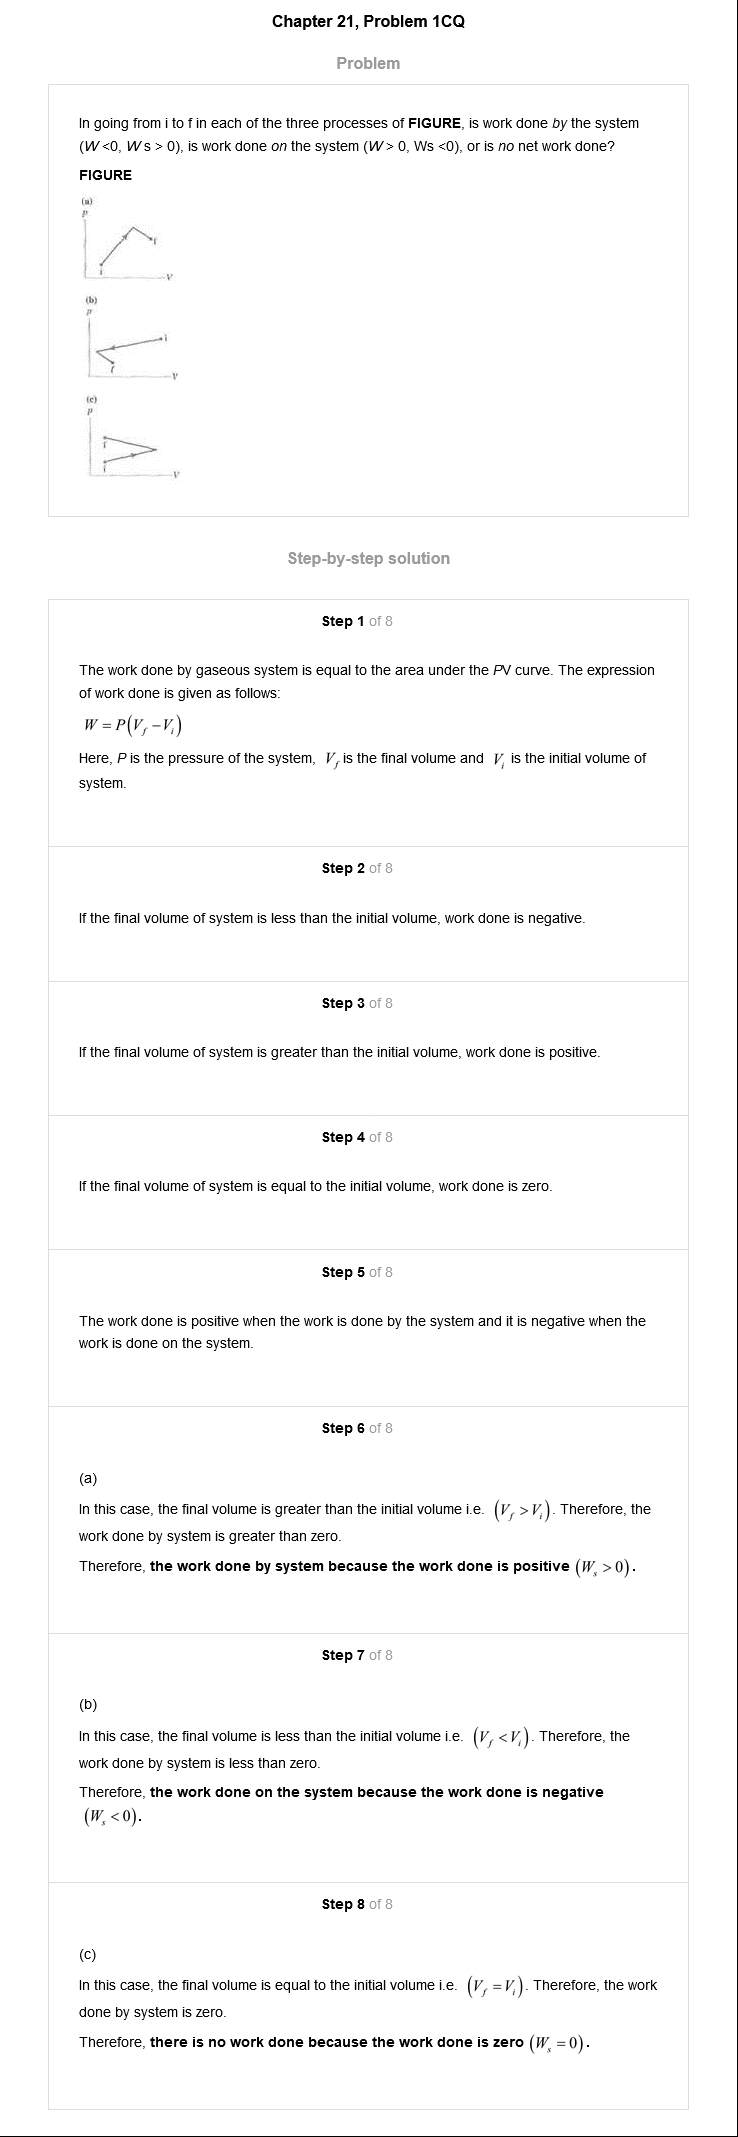 Chapter 21, Problem 1CQ
Problem
In going from i to f in each of the three processes of FIGURE, is work done by the system
(W <0, Ws > 0), is work done on the system (W > 0, Ws <0), or is no net work done?
FIGURE
(a)
p
f
i
V
(b)
p
i
f
V
(c)
p
f
i
V
Step-by-step solution
Step 1 of 8
The work done by gaseous system is equal to the area under the PV curve. The expression
of work done is given as follows:
W = P(V_f − V_i)
Here, P is the pressure of the system, V_f is the final volume and V_i is the initial volume of
system.
Step 2 of 8
If the final volume of system is less than the initial volume, work done is negative.
Step 3 of 8
If the final volume of system is greater than the initial volume, work done is positive.
Step 4 of 8
If the final volume of system is equal to the initial volume, work done is zero.
Step 5 of 8
The work done is positive when the work is done by the system and it is negative when the
work is done on the system.
Step 6 of 8
(a)
In this case, the final volume is greater than the initial volume i.e. (V_f > V_i). Therefore, the
work done by system is greater than zero.
Therefore, the work done by system because the work done is positive (W_s > 0).
Step 7 of 8
(b)
In this case, the final volume is less than the initial volume i.e. (V_f < V_i). Therefore, the
work done by system is less than zero.
Therefore, the work done on the system because the work done is negative
(W_s < 0).
Step 8 of 8
(c)
In this case, the final volume is equal to the initial volume i.e. (V_f = V_i). Therefore, the work
done by system is zero.
Therefore, there is no work done because the work done is zero (W_s = 0).